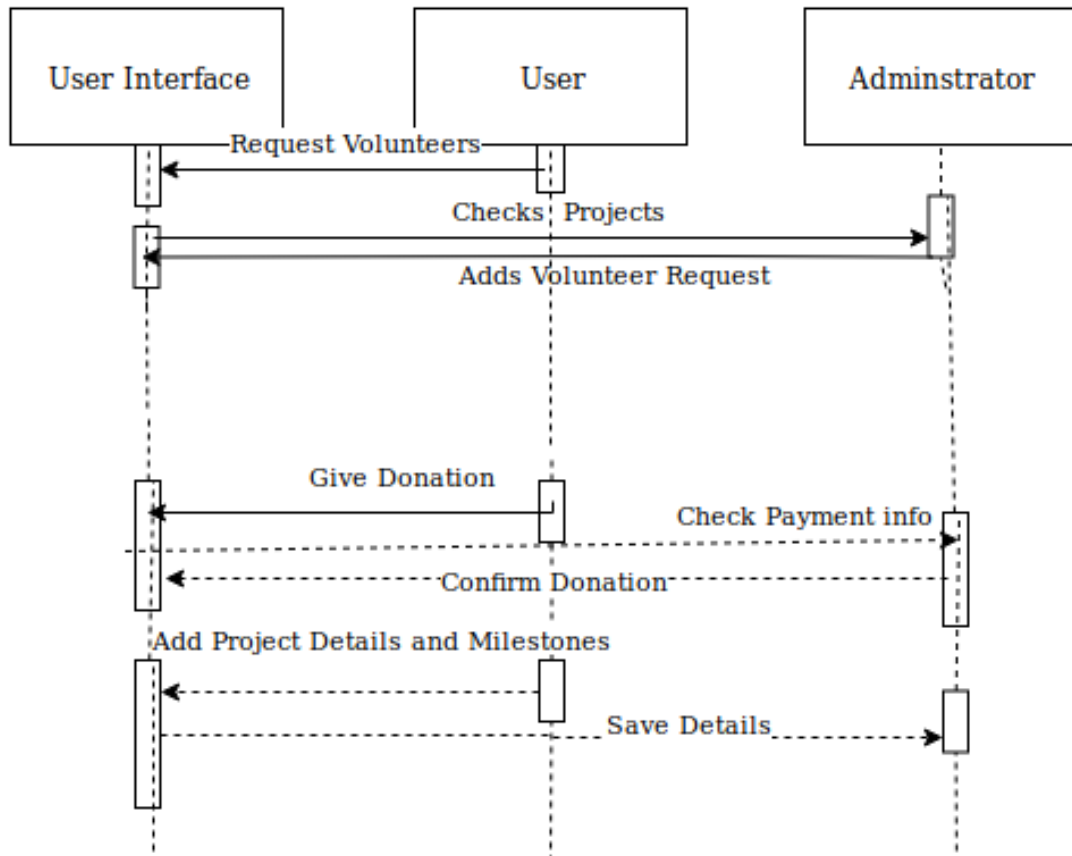 User Interface
User
Adminstrator
Request Volunteers
Checks Projects
Adds Volunteer Request
Give Donation
Check Payment info
Confirm Donation
Add Project Details and Milestones
Save Details